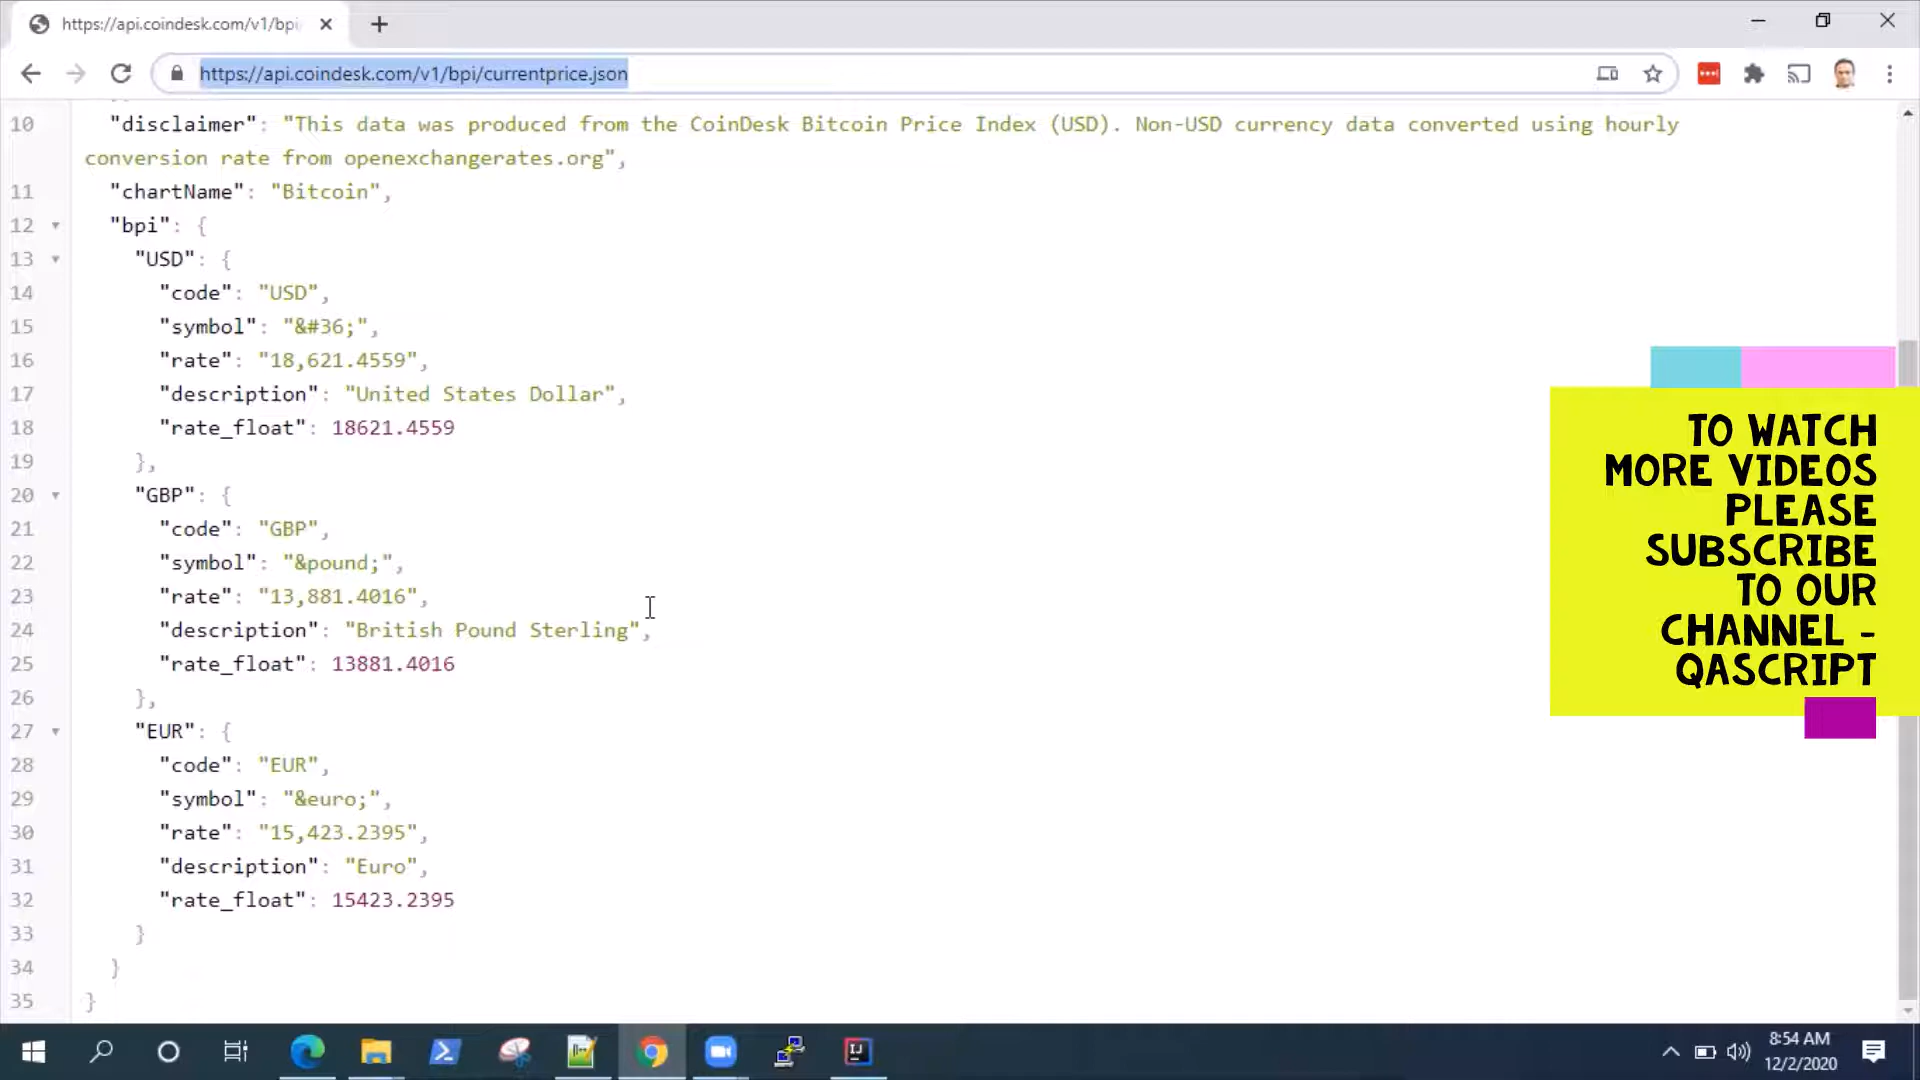 https://api.coindesk.com/v1/bpi
https://api.coindesk.com/v1/bpi/currentprice.json
10 "disclaimer": "This data was produced from the CoinDesk Bitcoin Price Index (USD). Non-USD currency data converted using hourly
conversion rate from openexchangerates.org",
11 "chartName": "Bitcoin",
12 "bpi": {
13 "USD": {
14 "code": "USD",
15 "symbol": "&#36;",
16 "rate": "18,621.4559",
17 "description": "United States Dollar",
18 "rate_float": 18621.4559
19 },
20 "GBP": {
21 "code": "GBP",
22 "symbol": "&pound;",
23 "rate": "13,881.4016",
24 "description": "British Pound Sterling",
25 "rate_float": 13881.4016
26 },
27 "EUR": {
28 "code": "EUR",
29 "symbol": "&euro;",
30 "rate": "15,423.2395",
31 "description": "Euro",
32 "rate_float": 15423.2395
33 }
34 }
35 }
TO WATCH
MORE VIDEOS
PLEASE
SUBSCRIBE
TO OUR
CHANNEL -
QASCRIPT
IJ
8:54 AM
12/2/2020